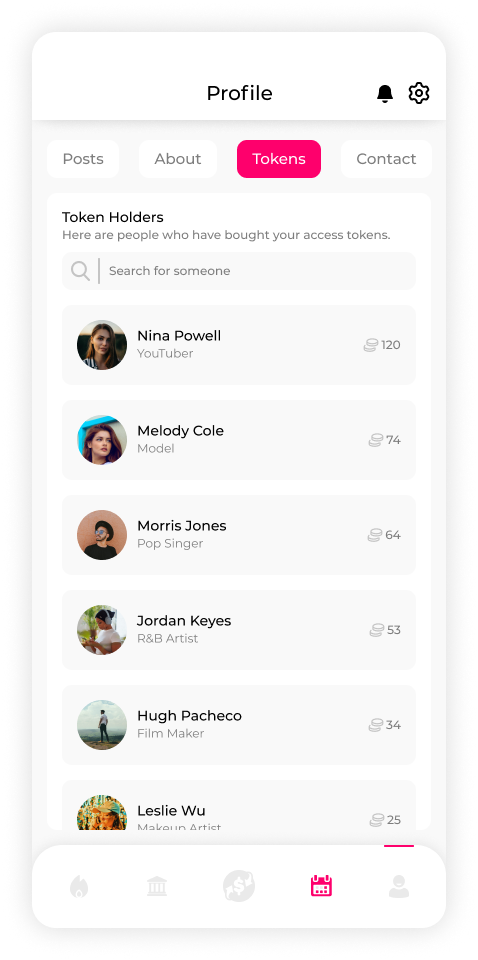 Profile
Posts
About
Tokens
Contact
Token Holders
Here are people who have bought your access tokens.
Search for someone
Nina Powell
YouTuber
120
Melody Cole
Model
74
Morris Jones
Pop Singer
64
Jordan Keyes
R&B Artist
53
Hugh Pacheco
Film Maker
34
Leslie Wu
Makeup Artist
25
$